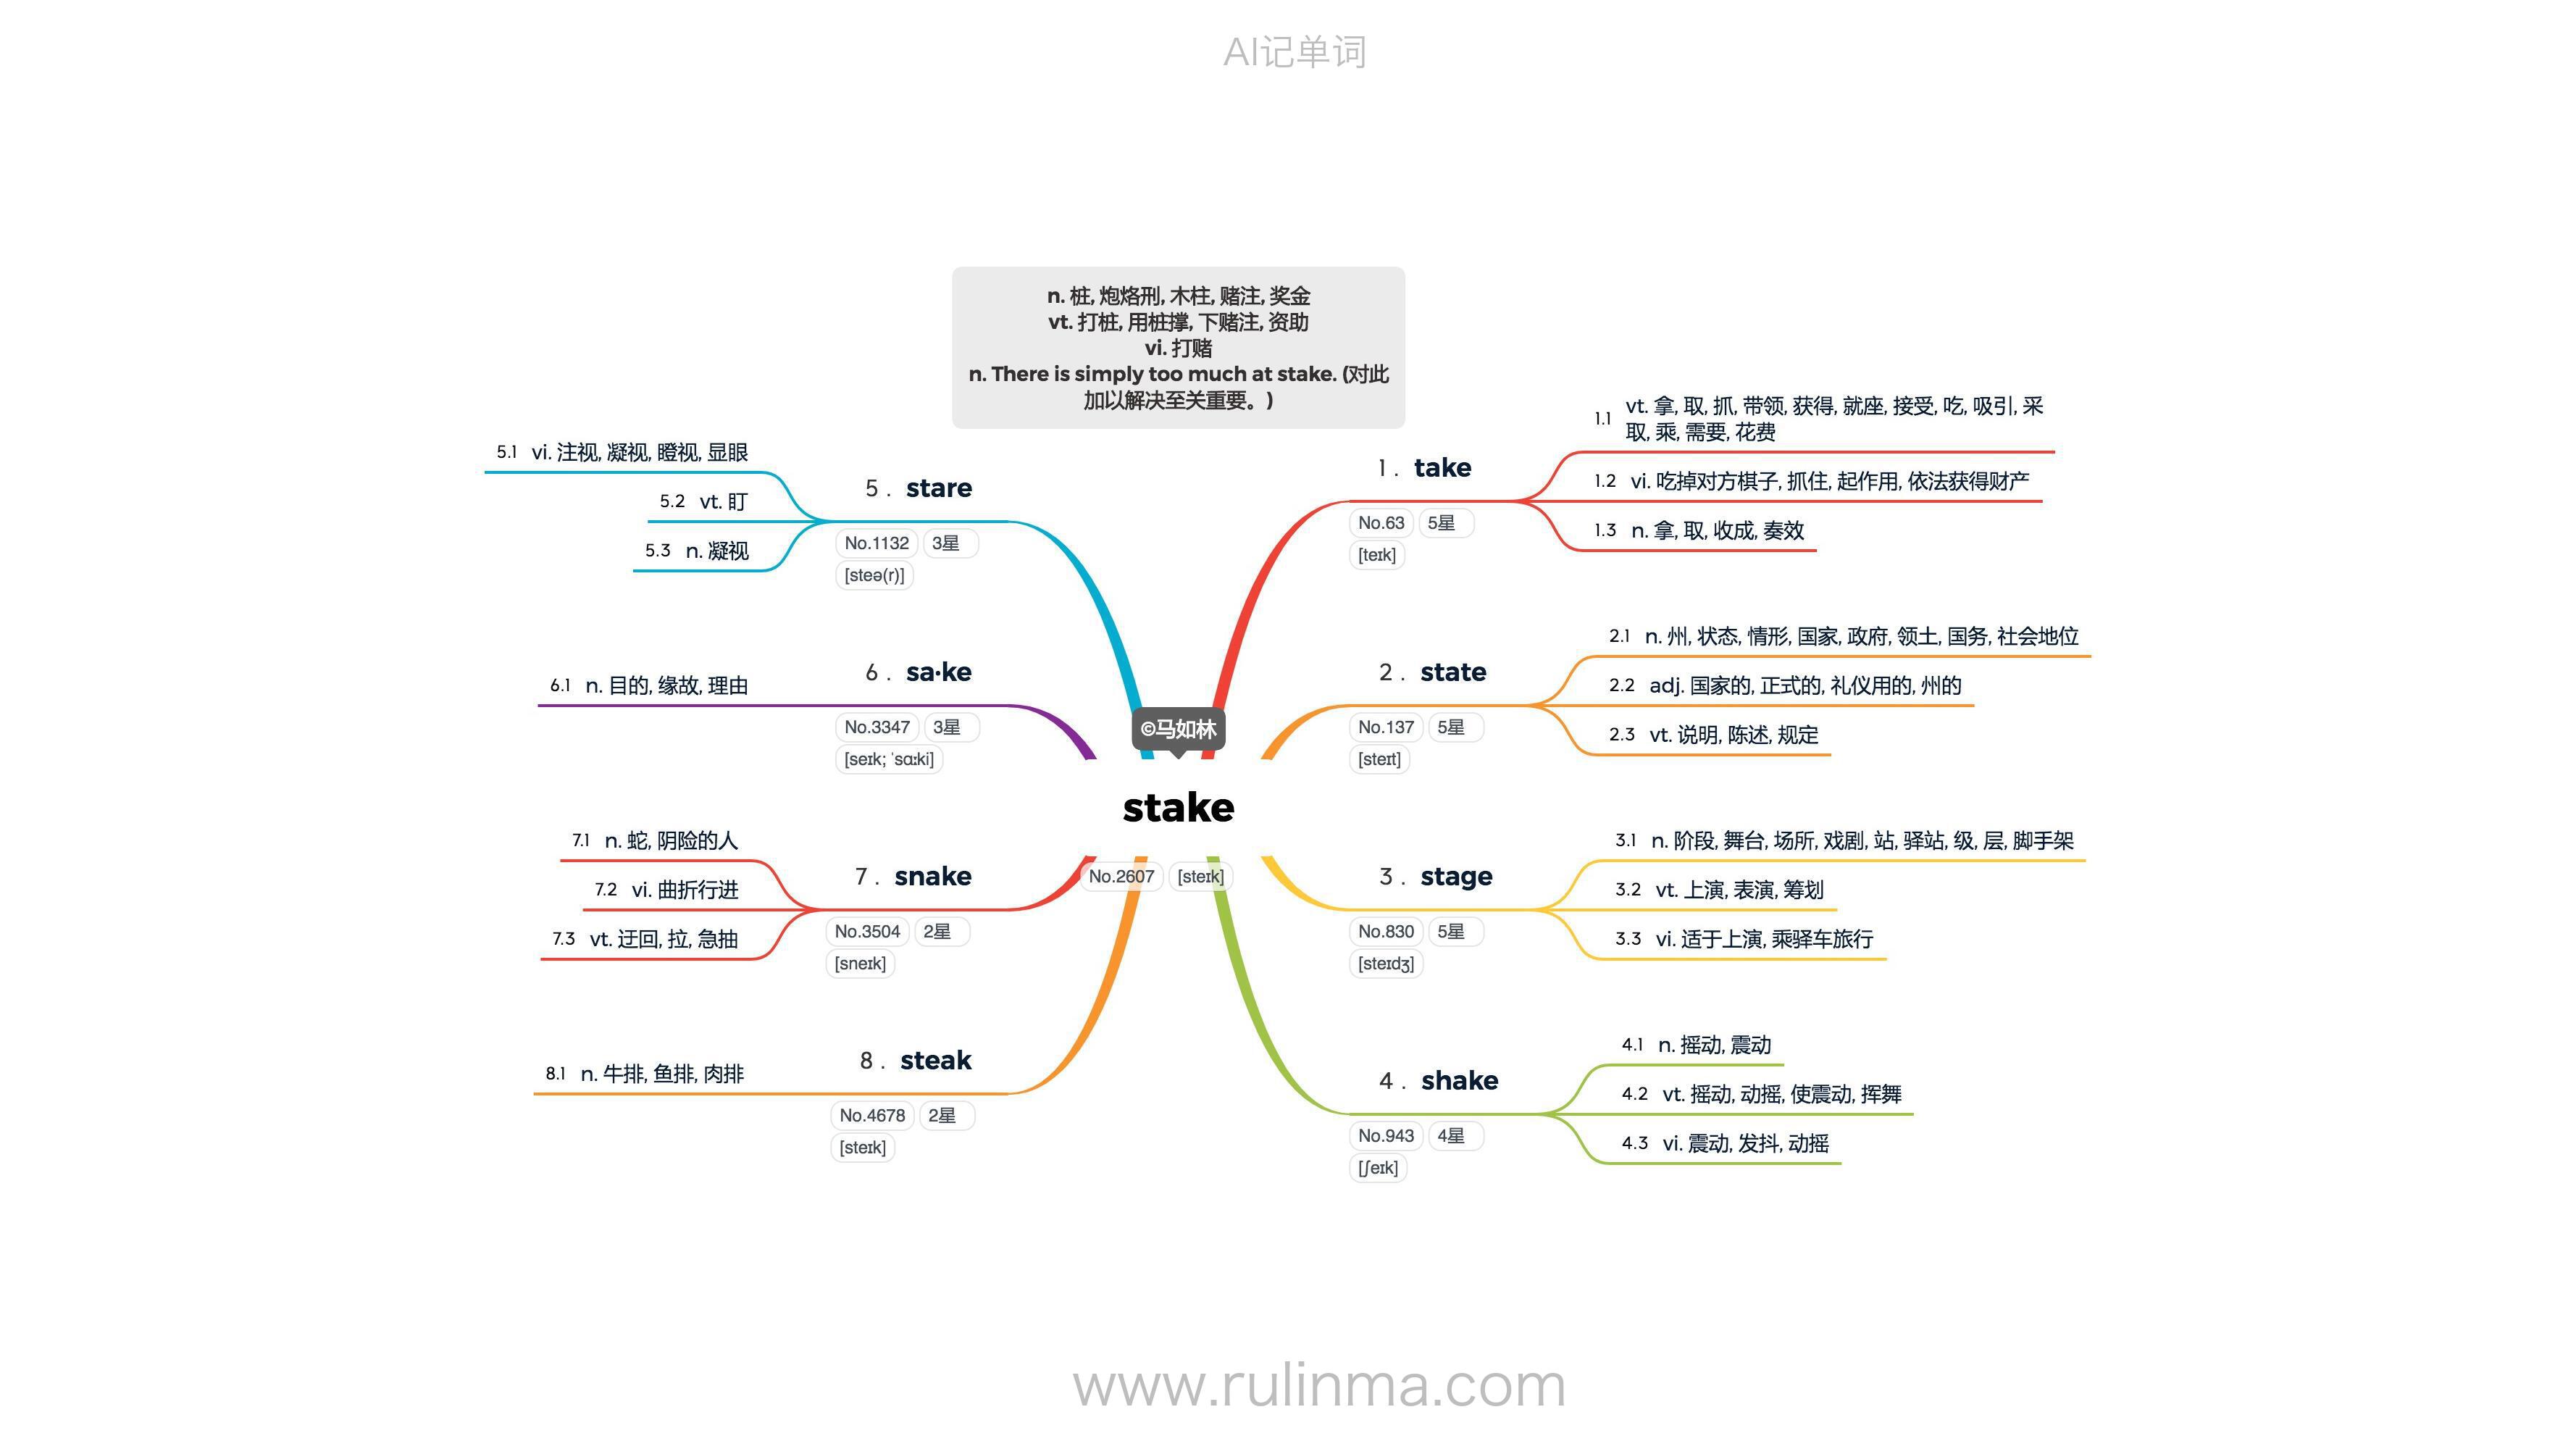 AI记单词
n. 桩, 炮烙刑, 木柱, 赌注, 奖金
vt. 打桩, 用桩撑, 下赌注, 资助
vi. 打赌
n. There is simply too much at stake. (对此
加以解决至关重要。)
©马如林
stake
No.2607 [steɪk]
1. take
No.63 5星
[teɪk]
1.1 vt. 拿, 取, 抓, 带领, 获得, 就座, 接受, 吃, 吸引, 采
取, 乘, 需要, 花费
1.2 vi. 吃掉对方棋子, 抓住, 起作用, 依法获得财产
1.3 n. 拿, 取, 收成, 奏效
2. state
No.137 5星
[steɪt]
2.1 n. 州, 状态, 情形, 国家, 政府, 领土, 国务, 社会地位
2.2 adj. 国家的, 正式的, 礼仪用的, 州的
2.3 vt. 说明, 陈述, 规定
3. stage
No.830 5星
[steɪdʒ]
3.1 n. 阶段, 舞台, 场所, 戏剧, 站, 驿站, 级, 层, 脚手架
3.2 vt. 上演, 表演, 筹划
3.3 vi. 适于上演, 乘驿车旅行
4. shake
No.943 4星
[ʃeɪk]
4.1 n. 摇动, 震动
4.2 vt. 摇动, 动摇, 使震动, 挥舞
4.3 vi. 震动, 发抖, 动摇
5. stare
No.1132 3星
[steə(r)]
5.1 vi. 注视, 凝视, 瞪视, 显眼
5.2 vt. 盯
5.3 n. 凝视
6. sa·ke
No.3347 3星
[seɪk; ˈsɑːki]
6.1 n. 目的, 缘故, 理由
7. snake
No.3504 2星
[sneɪk]
7.1 n. 蛇, 阴险的人
7.2 vi. 曲折行进
7.3 vt. 迂回, 拉, 急抽
8. steak
No.4678 2星
[steɪk]
8.1 n. 牛排, 鱼排, 肉排
www.rulinma.com